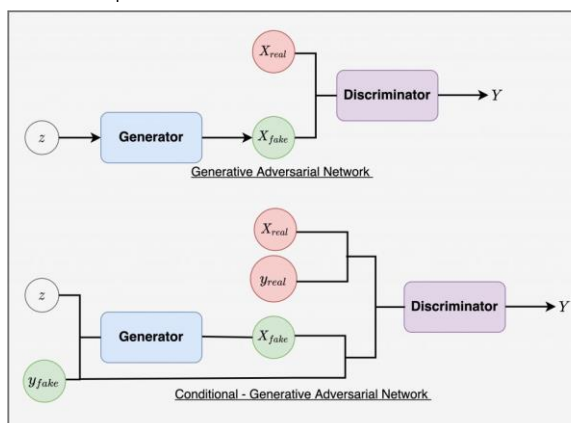 X_real
Discriminator
Y
z
Generator
X_fake
Generative Adversarial Network
X_real
y_real
z
Discriminator
Y
Generator
X_fake
y_fake
Conditional - Generative Adversarial Network